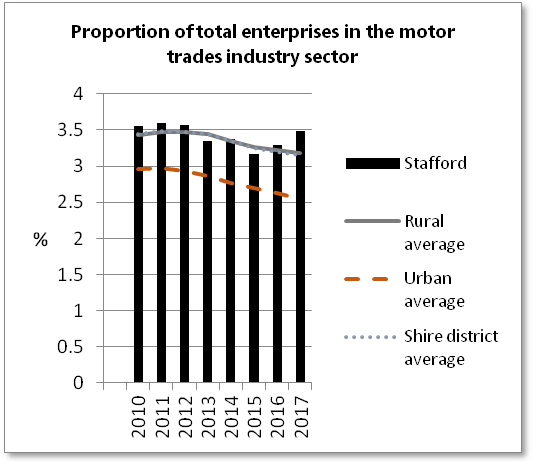 Proportion of total enterprises in the motor
trades industry sector
4
3.5
3
2.5
2
1.5
1
0.5
0
%
2010
2011
2012
2013
2014
2015
2016
2017
Stafford
Rural
average
Urban
average
Shire district
average